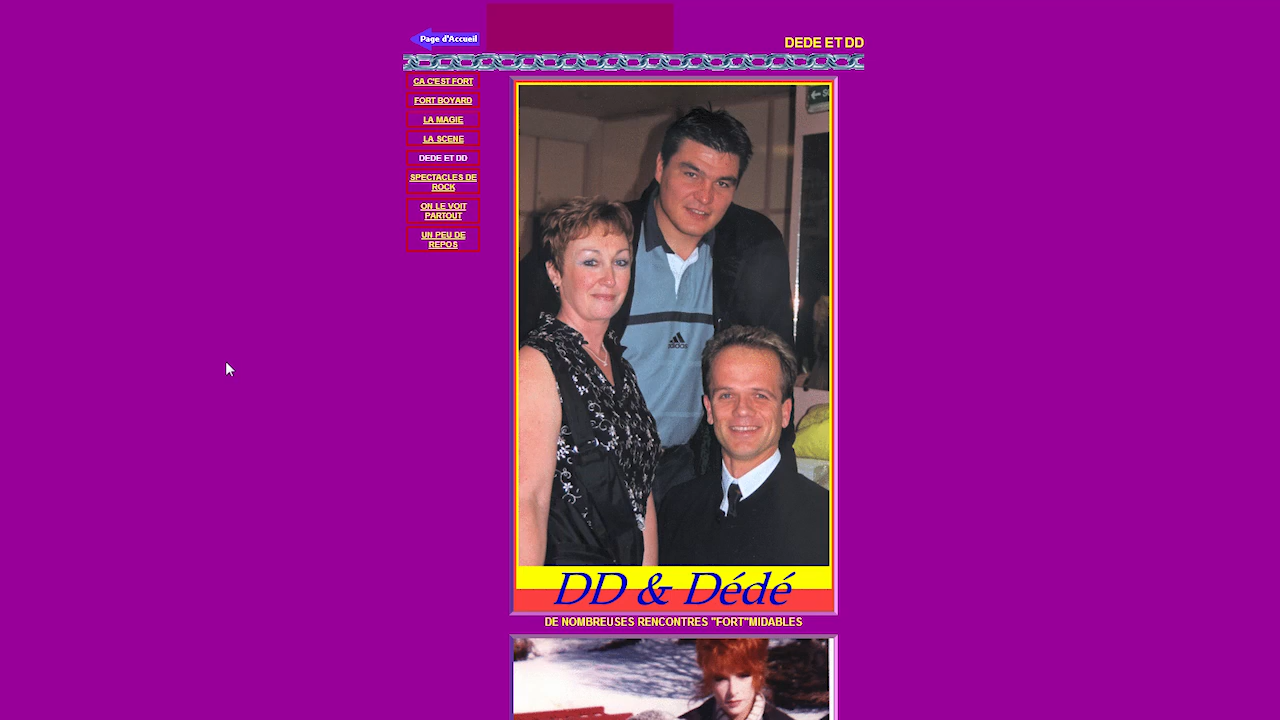 Page d'Accueil
DEDE ET DD
CA C'EST FORT
FORT BOYARD
LA MAGIE
LA SCENE
DEDE ET DD
SPECTACLES DE
ROCK
ON LE VOIT
PARTOUT
UN PEU DE
REPOS
adidas
DD & Dédé
DE NOMBREUSES RENCONTRES "FORT"MIDABLES